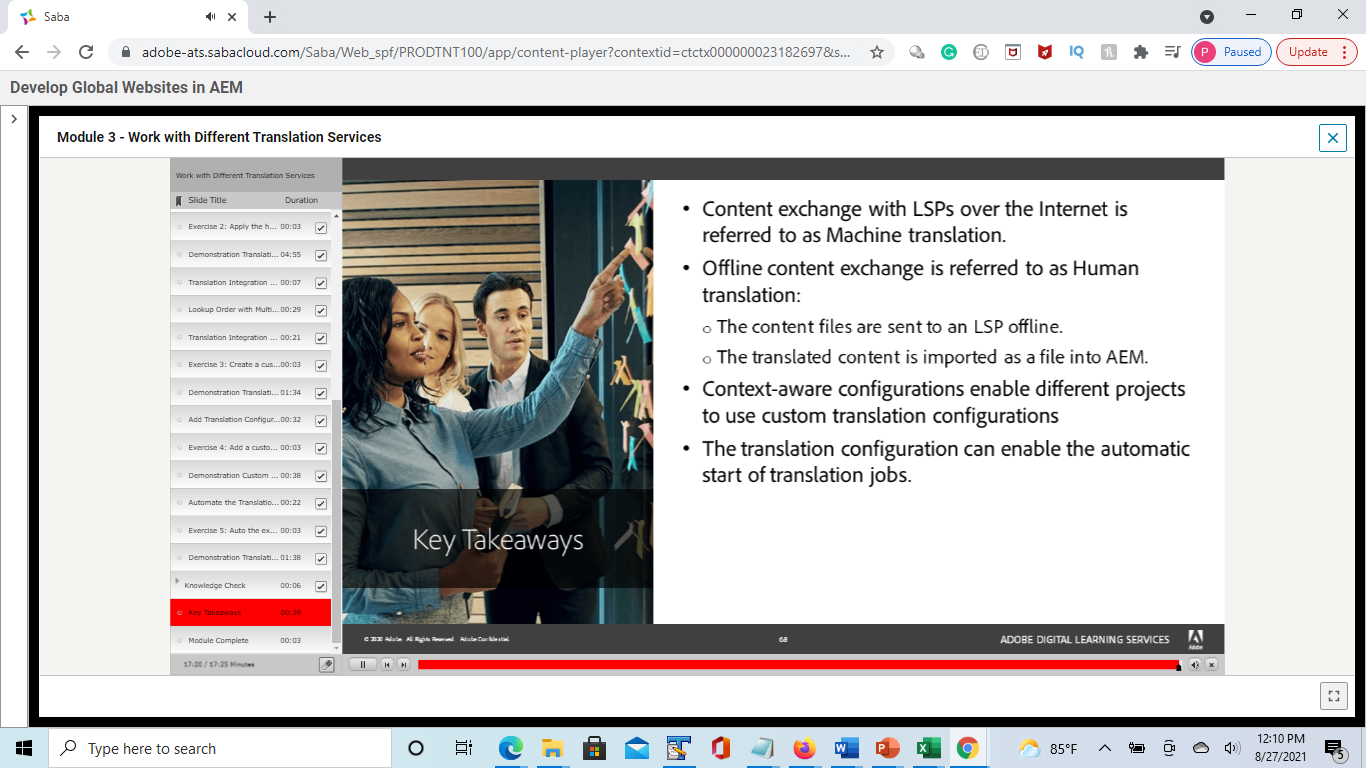 Saba
adobe-ats.sabacloud.com/Saba/Web_spf/PRODTNT100/app/content-player?contextid=ctctx000000023182697&s...
P Paused
Update
Develop Global Websites in AEM
Module 3 - Work with Different Translation Services
Work with Different Translation Services
Slide Title Duration
Exercise 2: Apply the h... 00:03
Demonstration Translati... 04:55
Translation Integration ... 00:07
Lookup Order with Multi... 00:29
Translation Integration ... 00:21
Exercise 3: Create a cus... 00:03
Demonstration Translati... 01:34
Add Translation Configur... 00:32
Exercise 4: Add a custo... 00:03
Demonstration Custom ... 00:38
Automate the Translatio... 00:22
Exercise 5: Auto the ex... 00:03
Demonstration Translati... 01:38
Knowledge Check 00:06
Key Takeaways 00:29
Module Complete 00:03
17:20 / 17:25 Minutes
Key Takeaways
• Content exchange with LSPs over the Internet is
referred to as Machine translation.
• Offline content exchange is referred to as Human
translation:
o The content files are sent to an LSP offline.
o The translated content is imported as a file into AEM.
• Context-aware configurations enable different projects
to use custom translation configurations
• The translation configuration can enable the automatic
start of translation jobs.
© 2020 Adobe. All Rights Reserved. Adobe Confidential.
68
ADOBE DIGITAL LEARNING SERVICES
Adobe
Type here to search
85°F
12:10 PM
8/27/2021
5